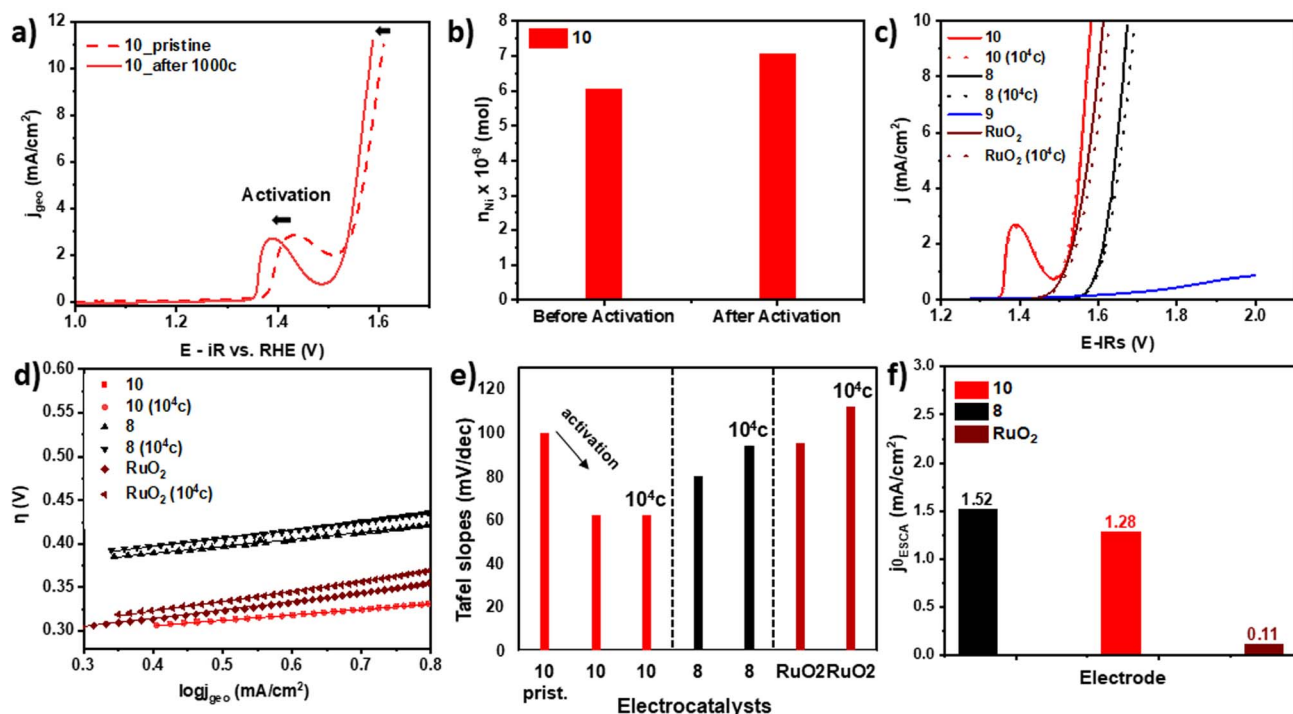 a)
12
10
8
6
4
2
0
j_geo (mA/cm²)
10_pristine
10_after 1000c
Activation
1.0
1.2
1.4
1.6
E - iR vs. RHE (V)
b)
8
7
6
5
4
3
2
1
0
n_Ni x 10⁻⁸ (mol)
10
Before Activation
After Activation
c)
10
8
6
4
2
0
j (mA/cm²)
10
10 (10⁴c)
8
8 (10⁴c)
9
RuO₂
RuO₂ (10⁴c)
1.2
1.4
1.6
1.8
2.0
E-IRs (V)
d)
0.60
0.55
0.50
0.45
0.40
0.35
0.30
η (V)
10
10 (10⁴c)
8
8 (10⁴c)
RuO₂
RuO₂ (10⁴c)
0.3
0.4
0.5
0.6
0.7
0.8
logj_geo (mA/cm²)
e)
120
100
80
60
40
20
0
Tafel slopes (mV/dec)
activation
10⁴c
10⁴c
10⁴c
10
prist.
10
10
8
8
RuO2
RuO2
Electrocatalysts
f)
3.0
2.5
2.0
1.5
1.0
0.5
0.0
j0_ESCA (mA/cm²)
10
8
RuO₂
1.52
1.28
0.11
Electrode